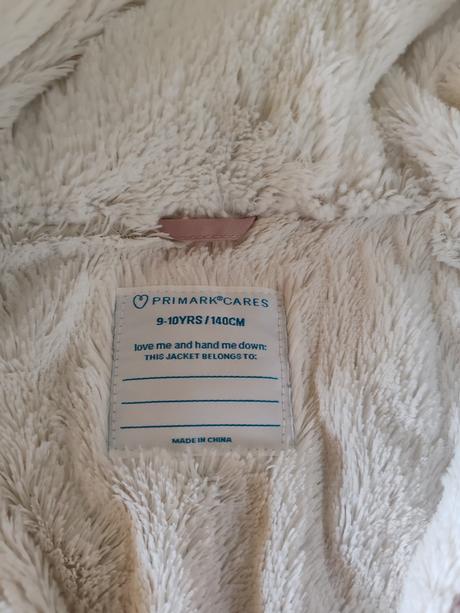 PRIMARK®CARES
9-10YRS/140CM
love me and hand me down:
THIS JACKET BELONGS TO:
MADE IN CHINA